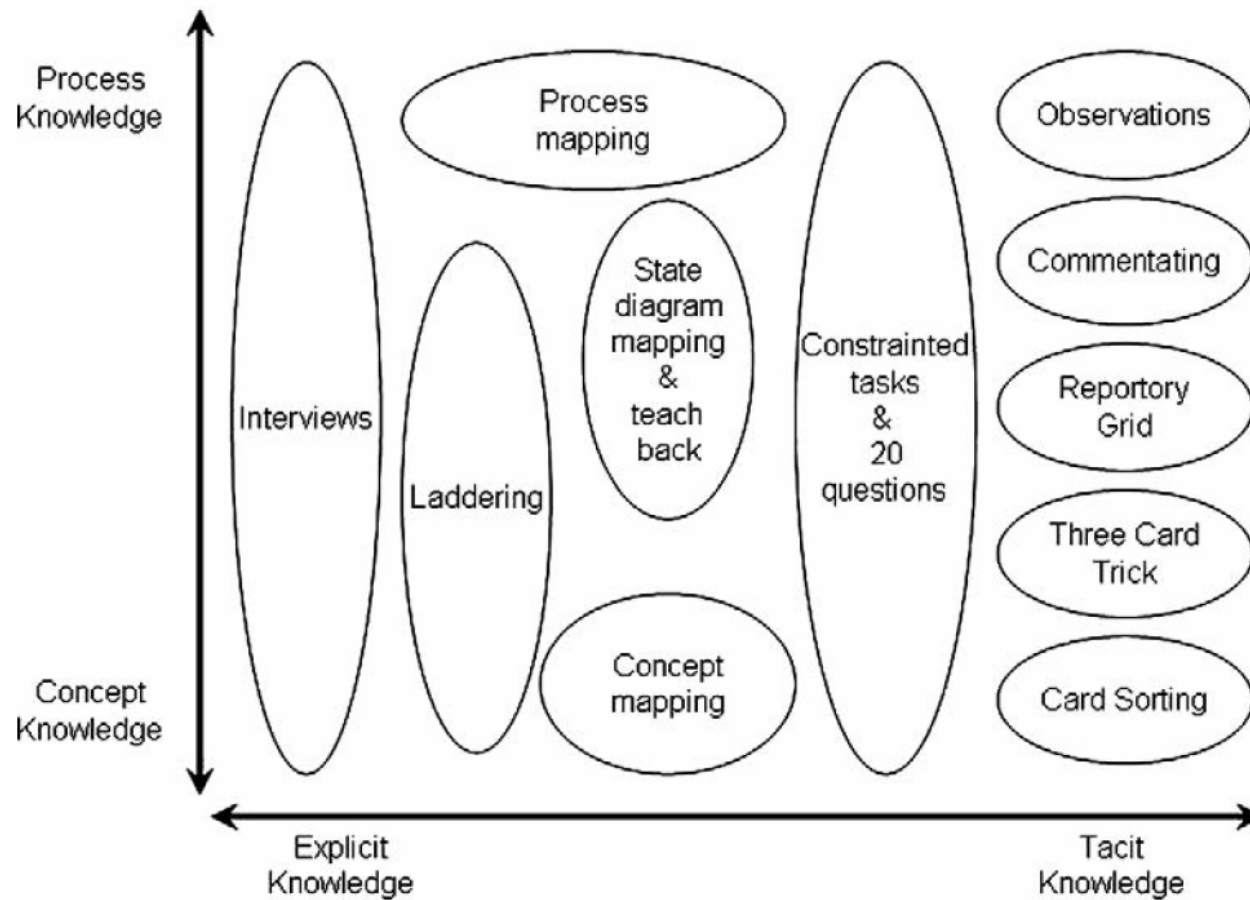 Process
Knowledge
Process
mapping
Observations
State
diagram
mapping
&
teach
back
Commentating
Interviews
Laddering
Constrainted
tasks
&
20
questions
Reportory
Grid
Three Card
Trick
Concept
mapping
Card Sorting
Concept
Knowledge
Explicit
Knowledge
Tacit
Knowledge